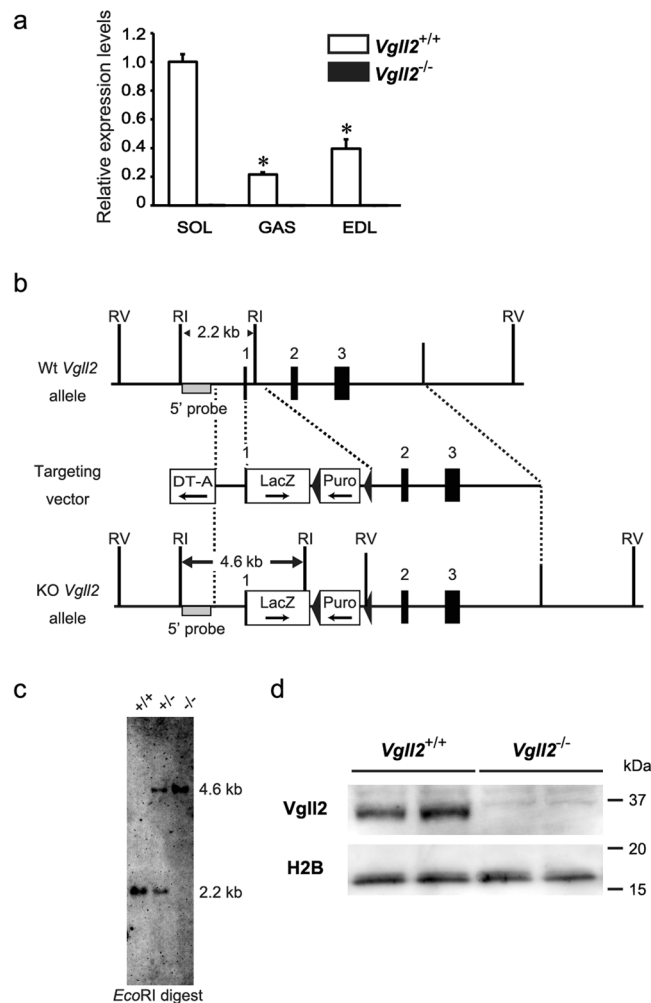 a
Relative expression levels
1.2
1
0.8
0.6
0.4
0.2
0
Vgll2+/+
Vgll2-/-
*
*
SOL GAS EDL
b
RV RI RI RV
2.2 kb
1 2 3
Wt Vgll2
allele
5' probe
1 2 3
Targeting
vector
DT-A LacZ Puro
RV RI RI RV RV
4.6 kb
1 2 3
KO Vgll2
allele
LacZ Puro
5' probe
c
+/+ +/- -/-
4.6 kb
2.2 kb
EcoRI digest
d
Vgll2+/+ Vgll2-/-
kDa
Vgll2
37
20
H2B
15